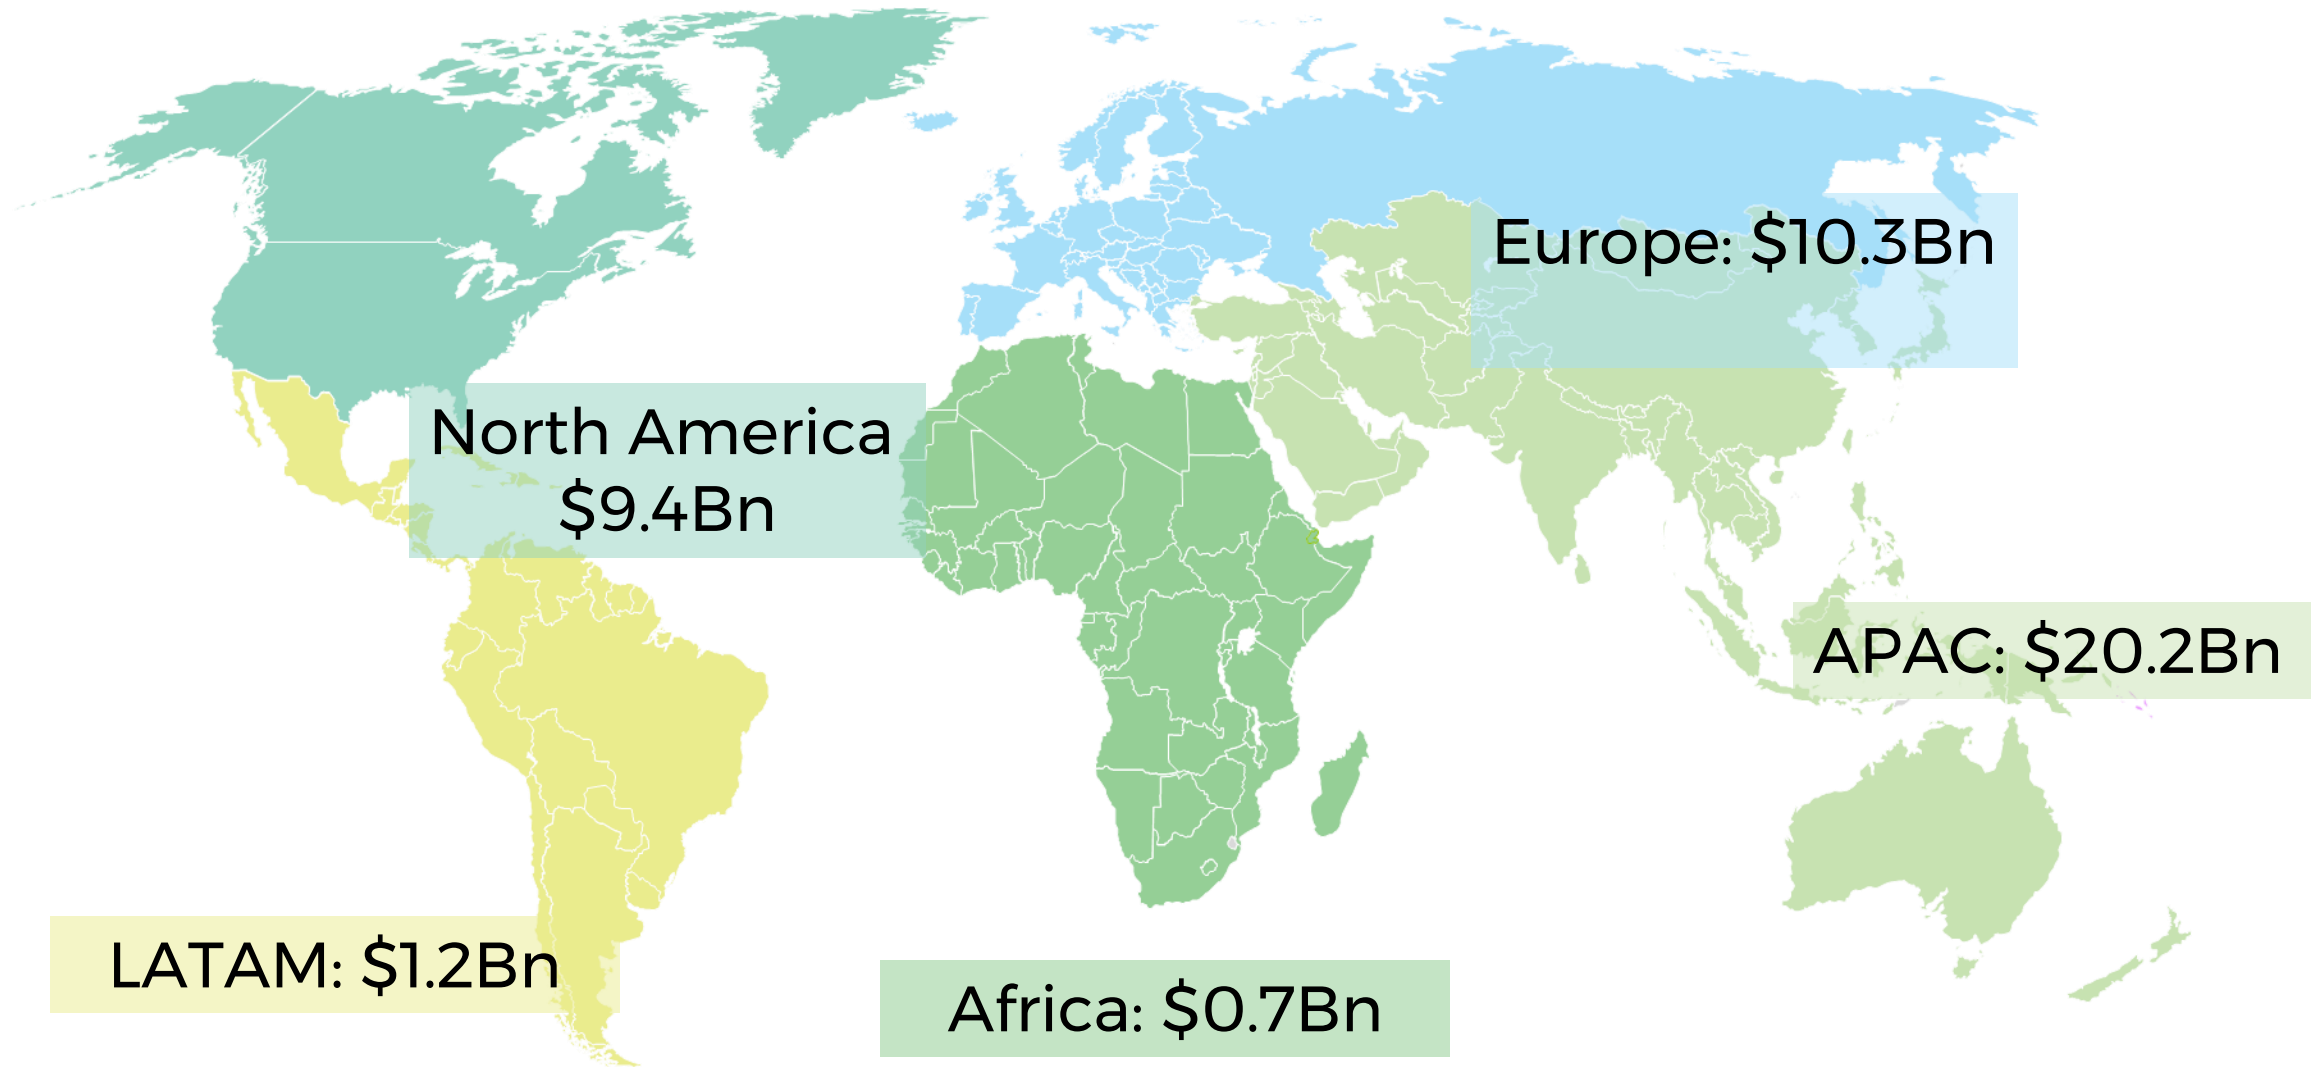 Europe: $10.3Bn
North America
$9.4Bn
APAC: $20.2Bn
LATAM: $1.2Bn
Africa: $0.7Bn